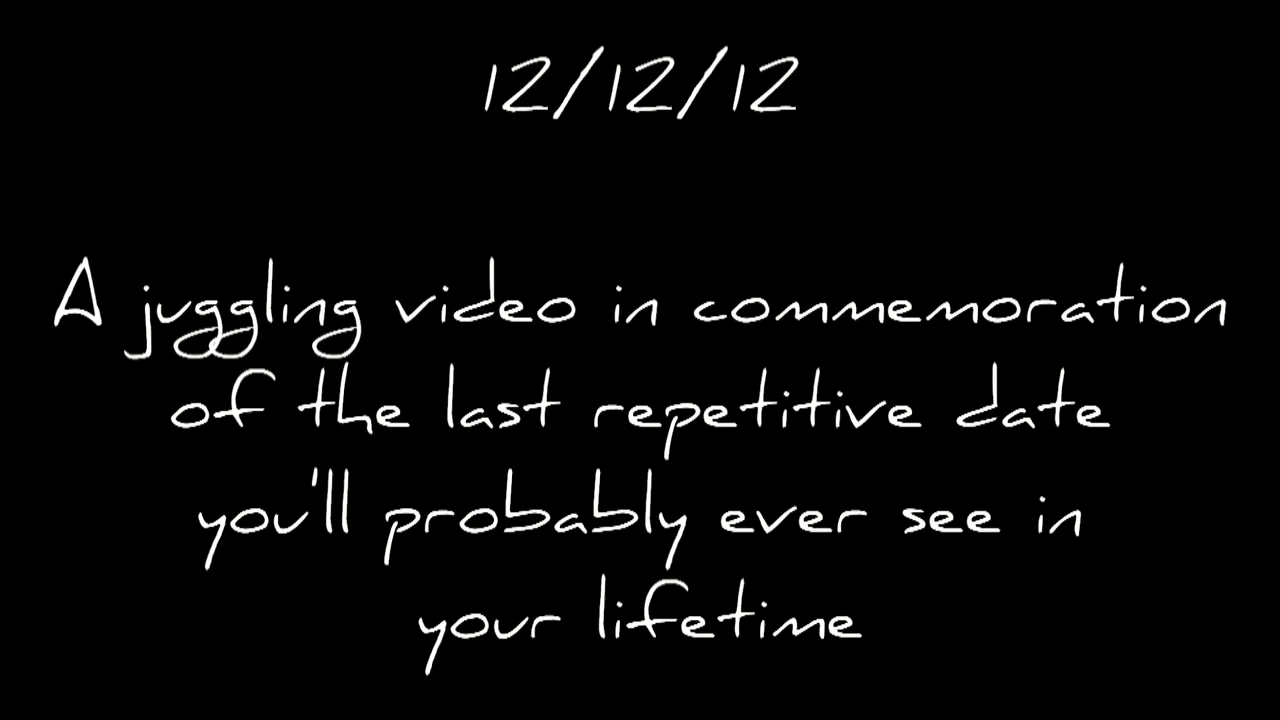 12/12/12
A juggling video in commemoration
of the last repetitive date
you'll probably ever see in
your lifetime